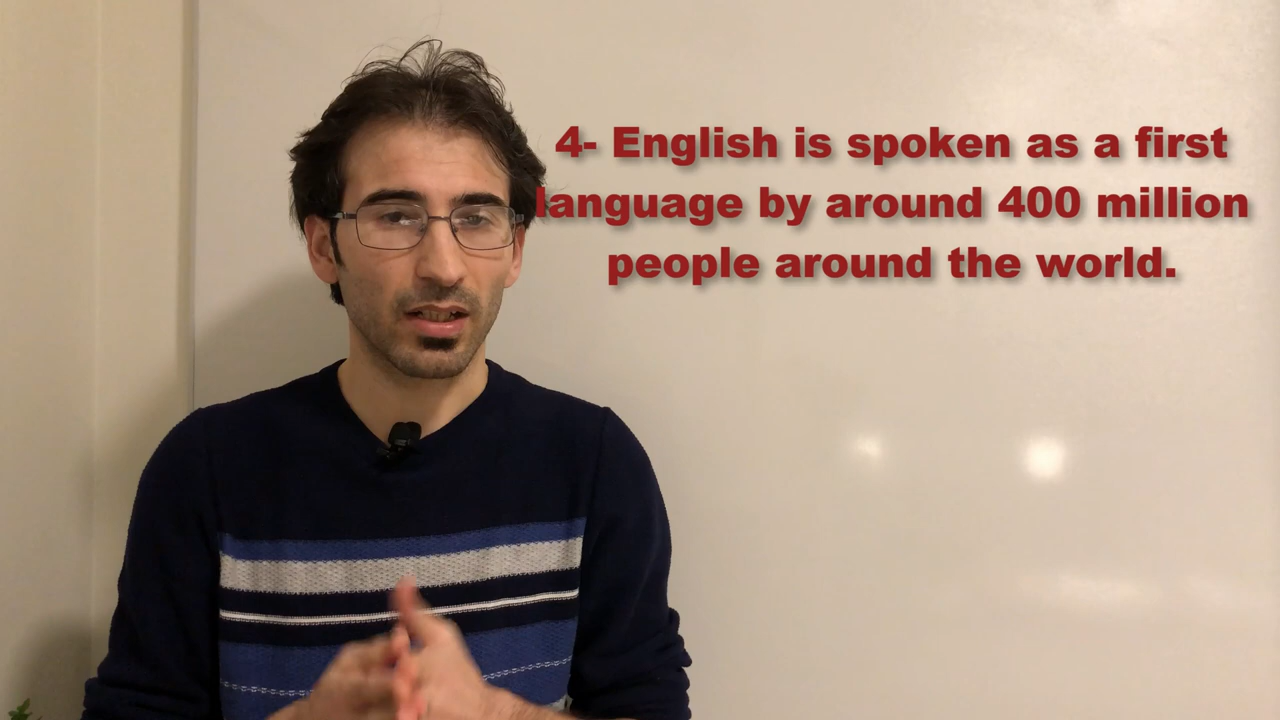 4- English is spoken as a first
language by around 400 million
people around the world.